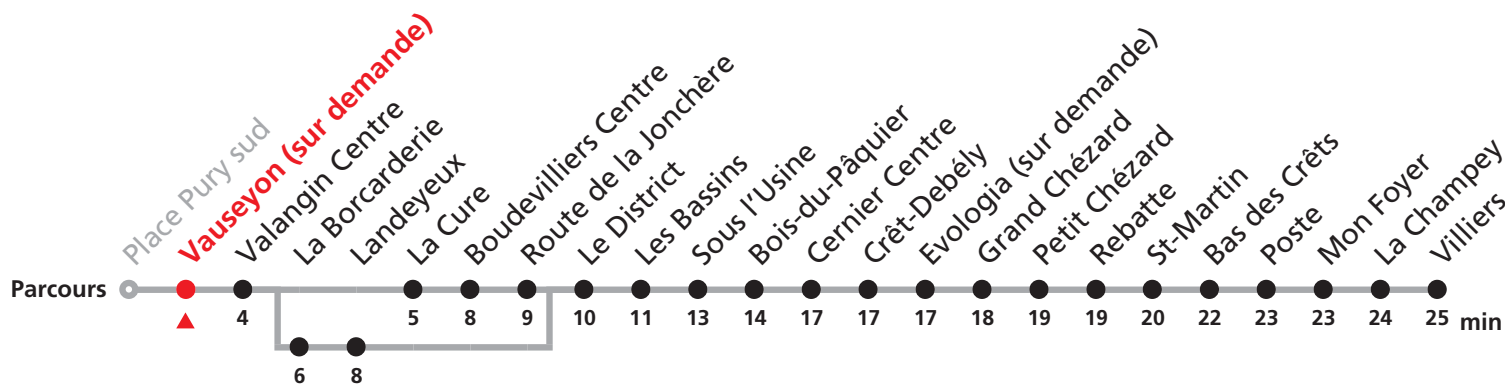 Place Pury sud
Vauseyon (sur demande)
Valangin Centre
La Borcarderie
Landeyeux
La Cure
Boudevilliers Centre
Route de la Jonchère
Le District
Les Bassins
Sous l'Usine
Bois-du-Pâquier
Cernier Centre
Crêt-Debély
Evologia (sur demande)
Grand Chézard
Petit Chézard
Rebatte
St-Martin
Bas des Crêts
Poste
Mon Foyer
La Champey
Villiers
Parcours
4 5 8 9 10 11 13 14 17 17 17 18 19 19 20 22 23 23 24 25 min
6 8